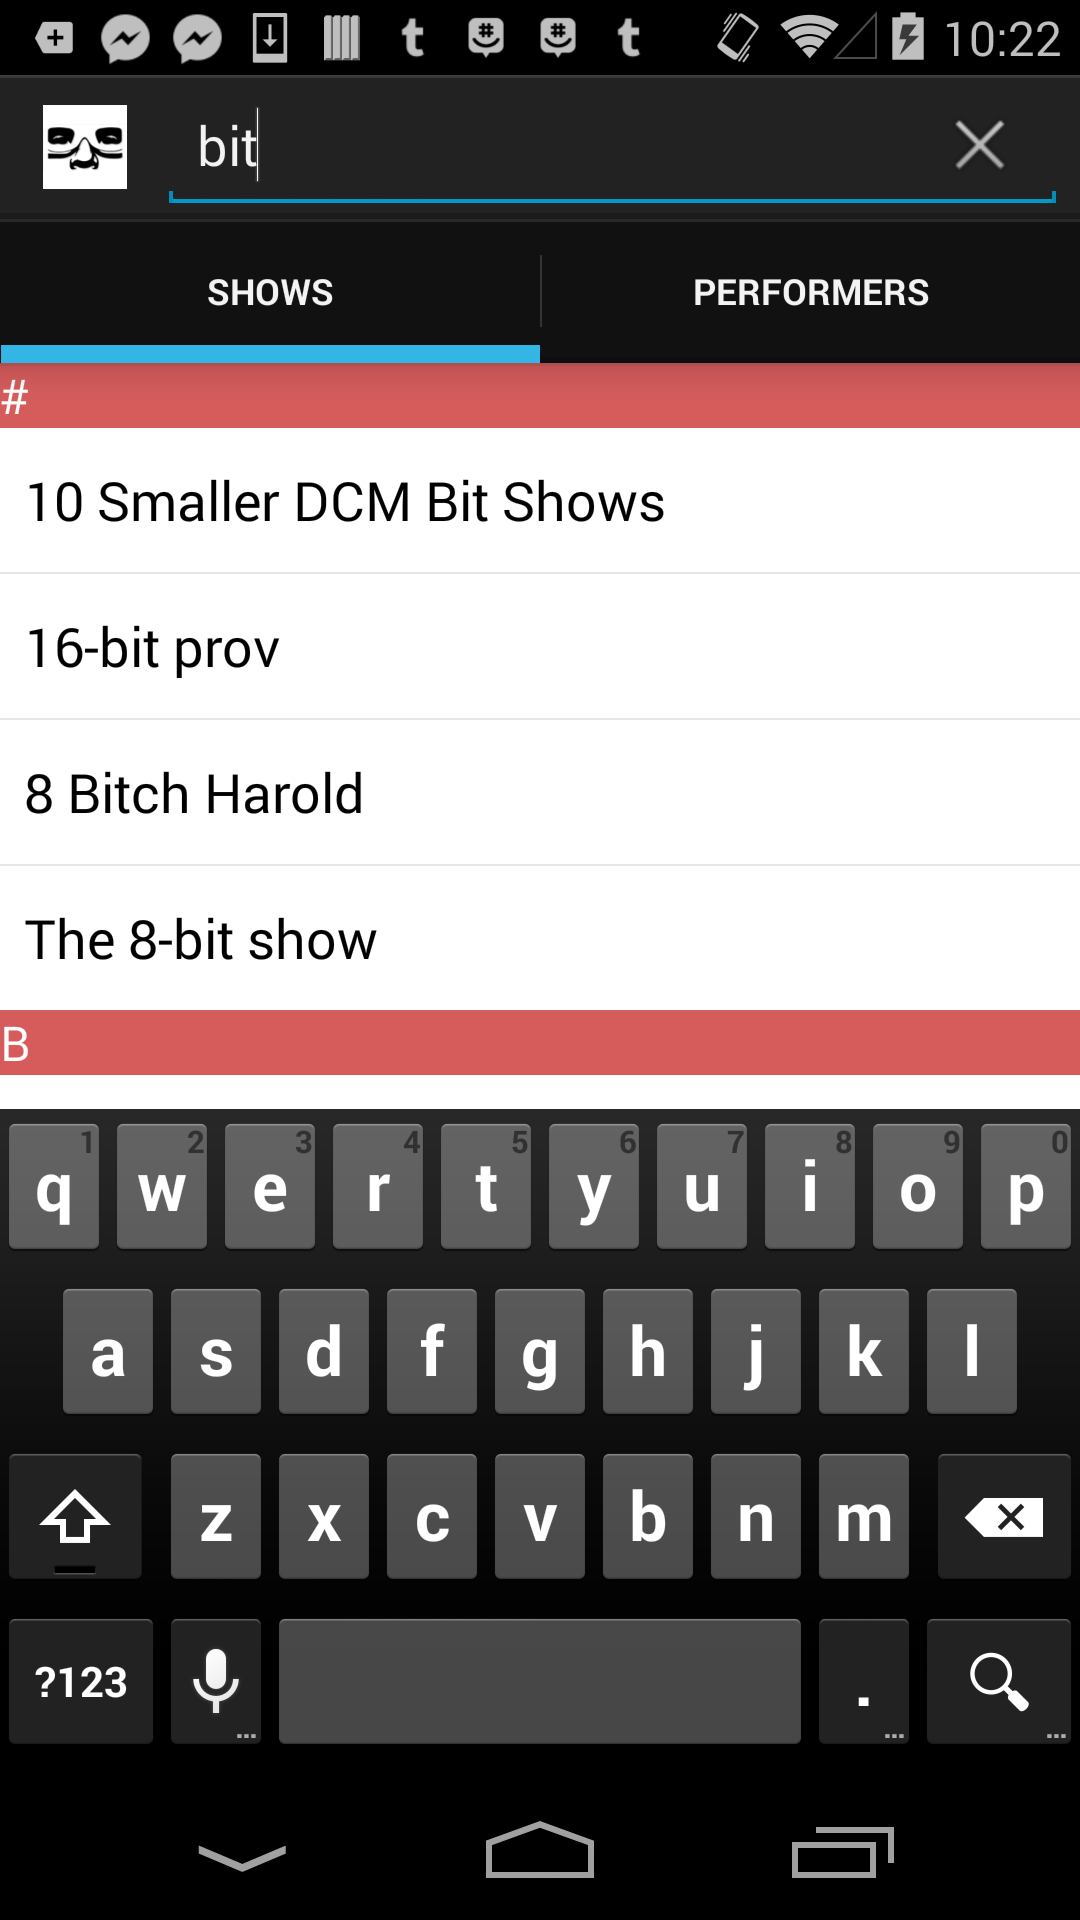 10:22
bit
SHOWS PERFORMERS
#
10 Smaller DCM Bit Shows
16-bit prov
8 Bitch Harold
The 8-bit show
B
1 2 3 4 5 6 7 8 9 0
q w e r t y u i o p
a s d f g h j k l
z x c v b n m
?123 .